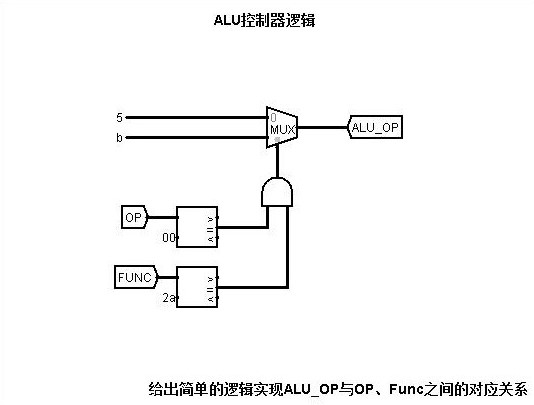 ALU控制器逻辑
5
0
MUX
ALU_OP
b
OP
00
>
=
<
FUNC
2a
>
=
<
给出简单的逻辑实现ALU_OP与OP、Func之间的对应关系